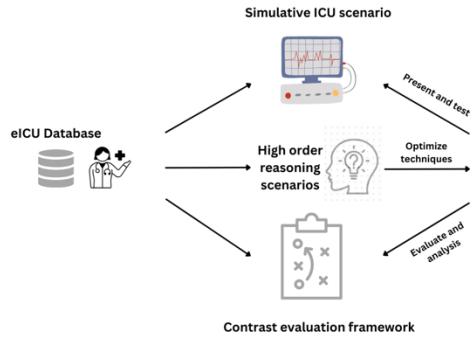 Simulative ICU scenario
Present and test
eICU Database
High order
reasoning
scenarios
Optimize
techniques
Evaluate and
analysis
Contrast evaluation framework